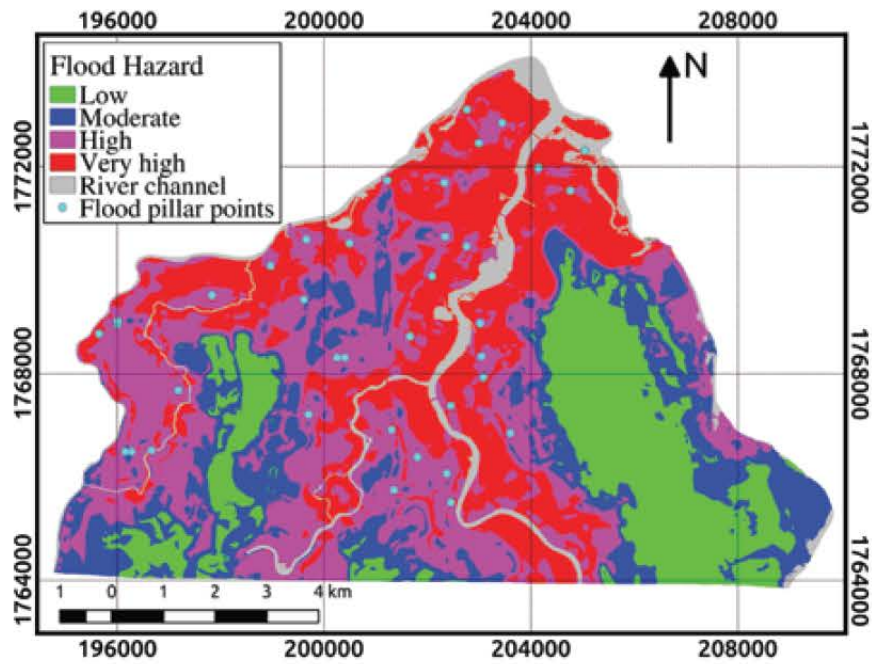 196000 200000 204000 208000
N
Flood Hazard
Low
Moderate
High
Very high
River channel
Flood pillar points
1772000 1772000
1768000 1768000
1764000 1764000
1 0 1 2 3 4 km
196000 200000 204000 208000